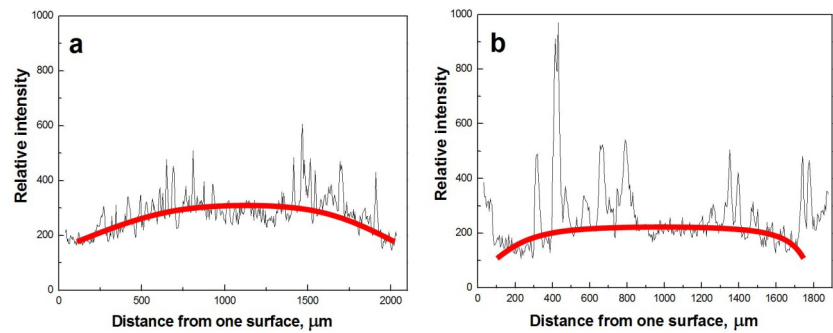 a
1000
800
600
400
200
0
Relative intensity
0 500 1000 1500 2000
Distance from one surface, μm
b
1000
800
600
400
200
0
Relative intensity
0 200 400 600 800 1000 1200 1400 1600 1800
Distance from one surface, μm